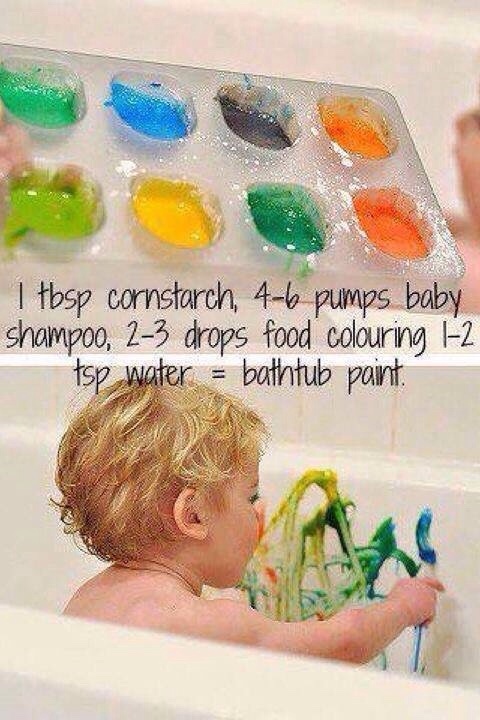 1 tbsp cornstarch, 4-6 pumps baby
shampoo, 2-3 drops food colouring 1-2
tsp water = bathtub paint.